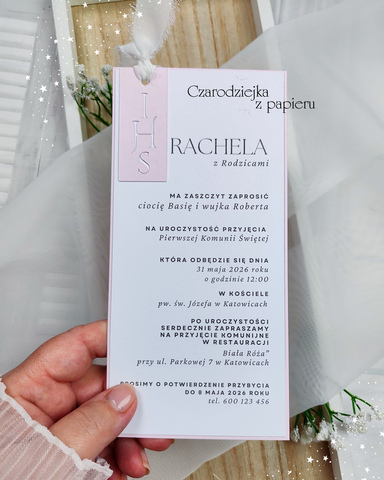 Czarodziejka
z papieru
I
H
S
RACHELA
z Rodzicami
MA ZASZCZYT ZAPROSIĆ
ciocię Basię i wujka Roberta
NA UROCZYSTOŚĆ PRZYJĘCIA
Pierwszej Komunii Świętej
KTÓRA ODBĘDZIE SIĘ DNIA
31 maja 2026 roku
o godzinie 12:00
W KOŚCIELE
pw. św. Józefa w Katowicach
PO UROCZYSTOŚCI
SERDECZNIE ZAPRASZAMY
NA PRZYJĘCIE KOMUNIJNE
W RESTAURACJI
Biała Róża"
przy ul. Parkowej 7 w Katowicach
PROSIMY O POTWIERDZENIE PRZYBYCIA
DO 8 MAJA 2026 ROKU
tel. 600 123 456